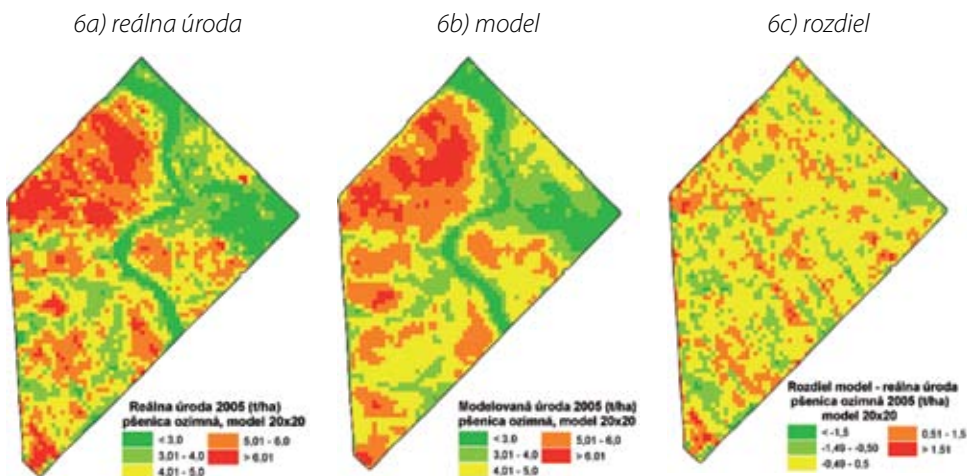 6a) reálna úroda
6b) model
6c) rozdiel
Reálna úroda 2005 (t/ha)
pšenica ozimná, model 20x20
< 3.0
3,01 - 4.0
4.01 - 5.0
5,01 - 6,0
> 6.01
Modelovaná úroda 2005 (t/ha)
pšenica ozimná, model 20x20
< 3.0
3,01 - 4.0
4.01 - 5,0
5,01 - 6,0
> 6.01
Rozdiel model - reálna úroda
pšenica ozimná 2005 (t/ha)
model 20x20
< -1,5
-1,49 - -0,50
-0,49 - 0.5
0,51 - 1,5
> 1.51